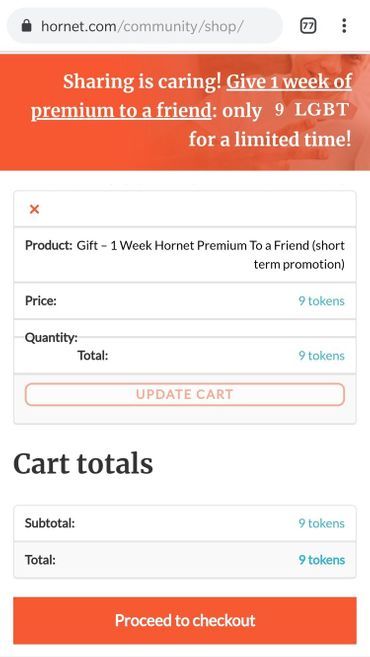 hornet.com/community/shop/
77
Sharing is caring! Give 1 week of
premium to a friend: only 9 LGBT
for a limited time!
×
Product: Gift – 1 Week Hornet Premium To a Friend (short
term promotion)
Price: 9 tokens
Quantity:
Total: 9 tokens
UPDATE CART
Cart totals
Subtotal: 9 tokens
Total: 9 tokens
Proceed to checkout